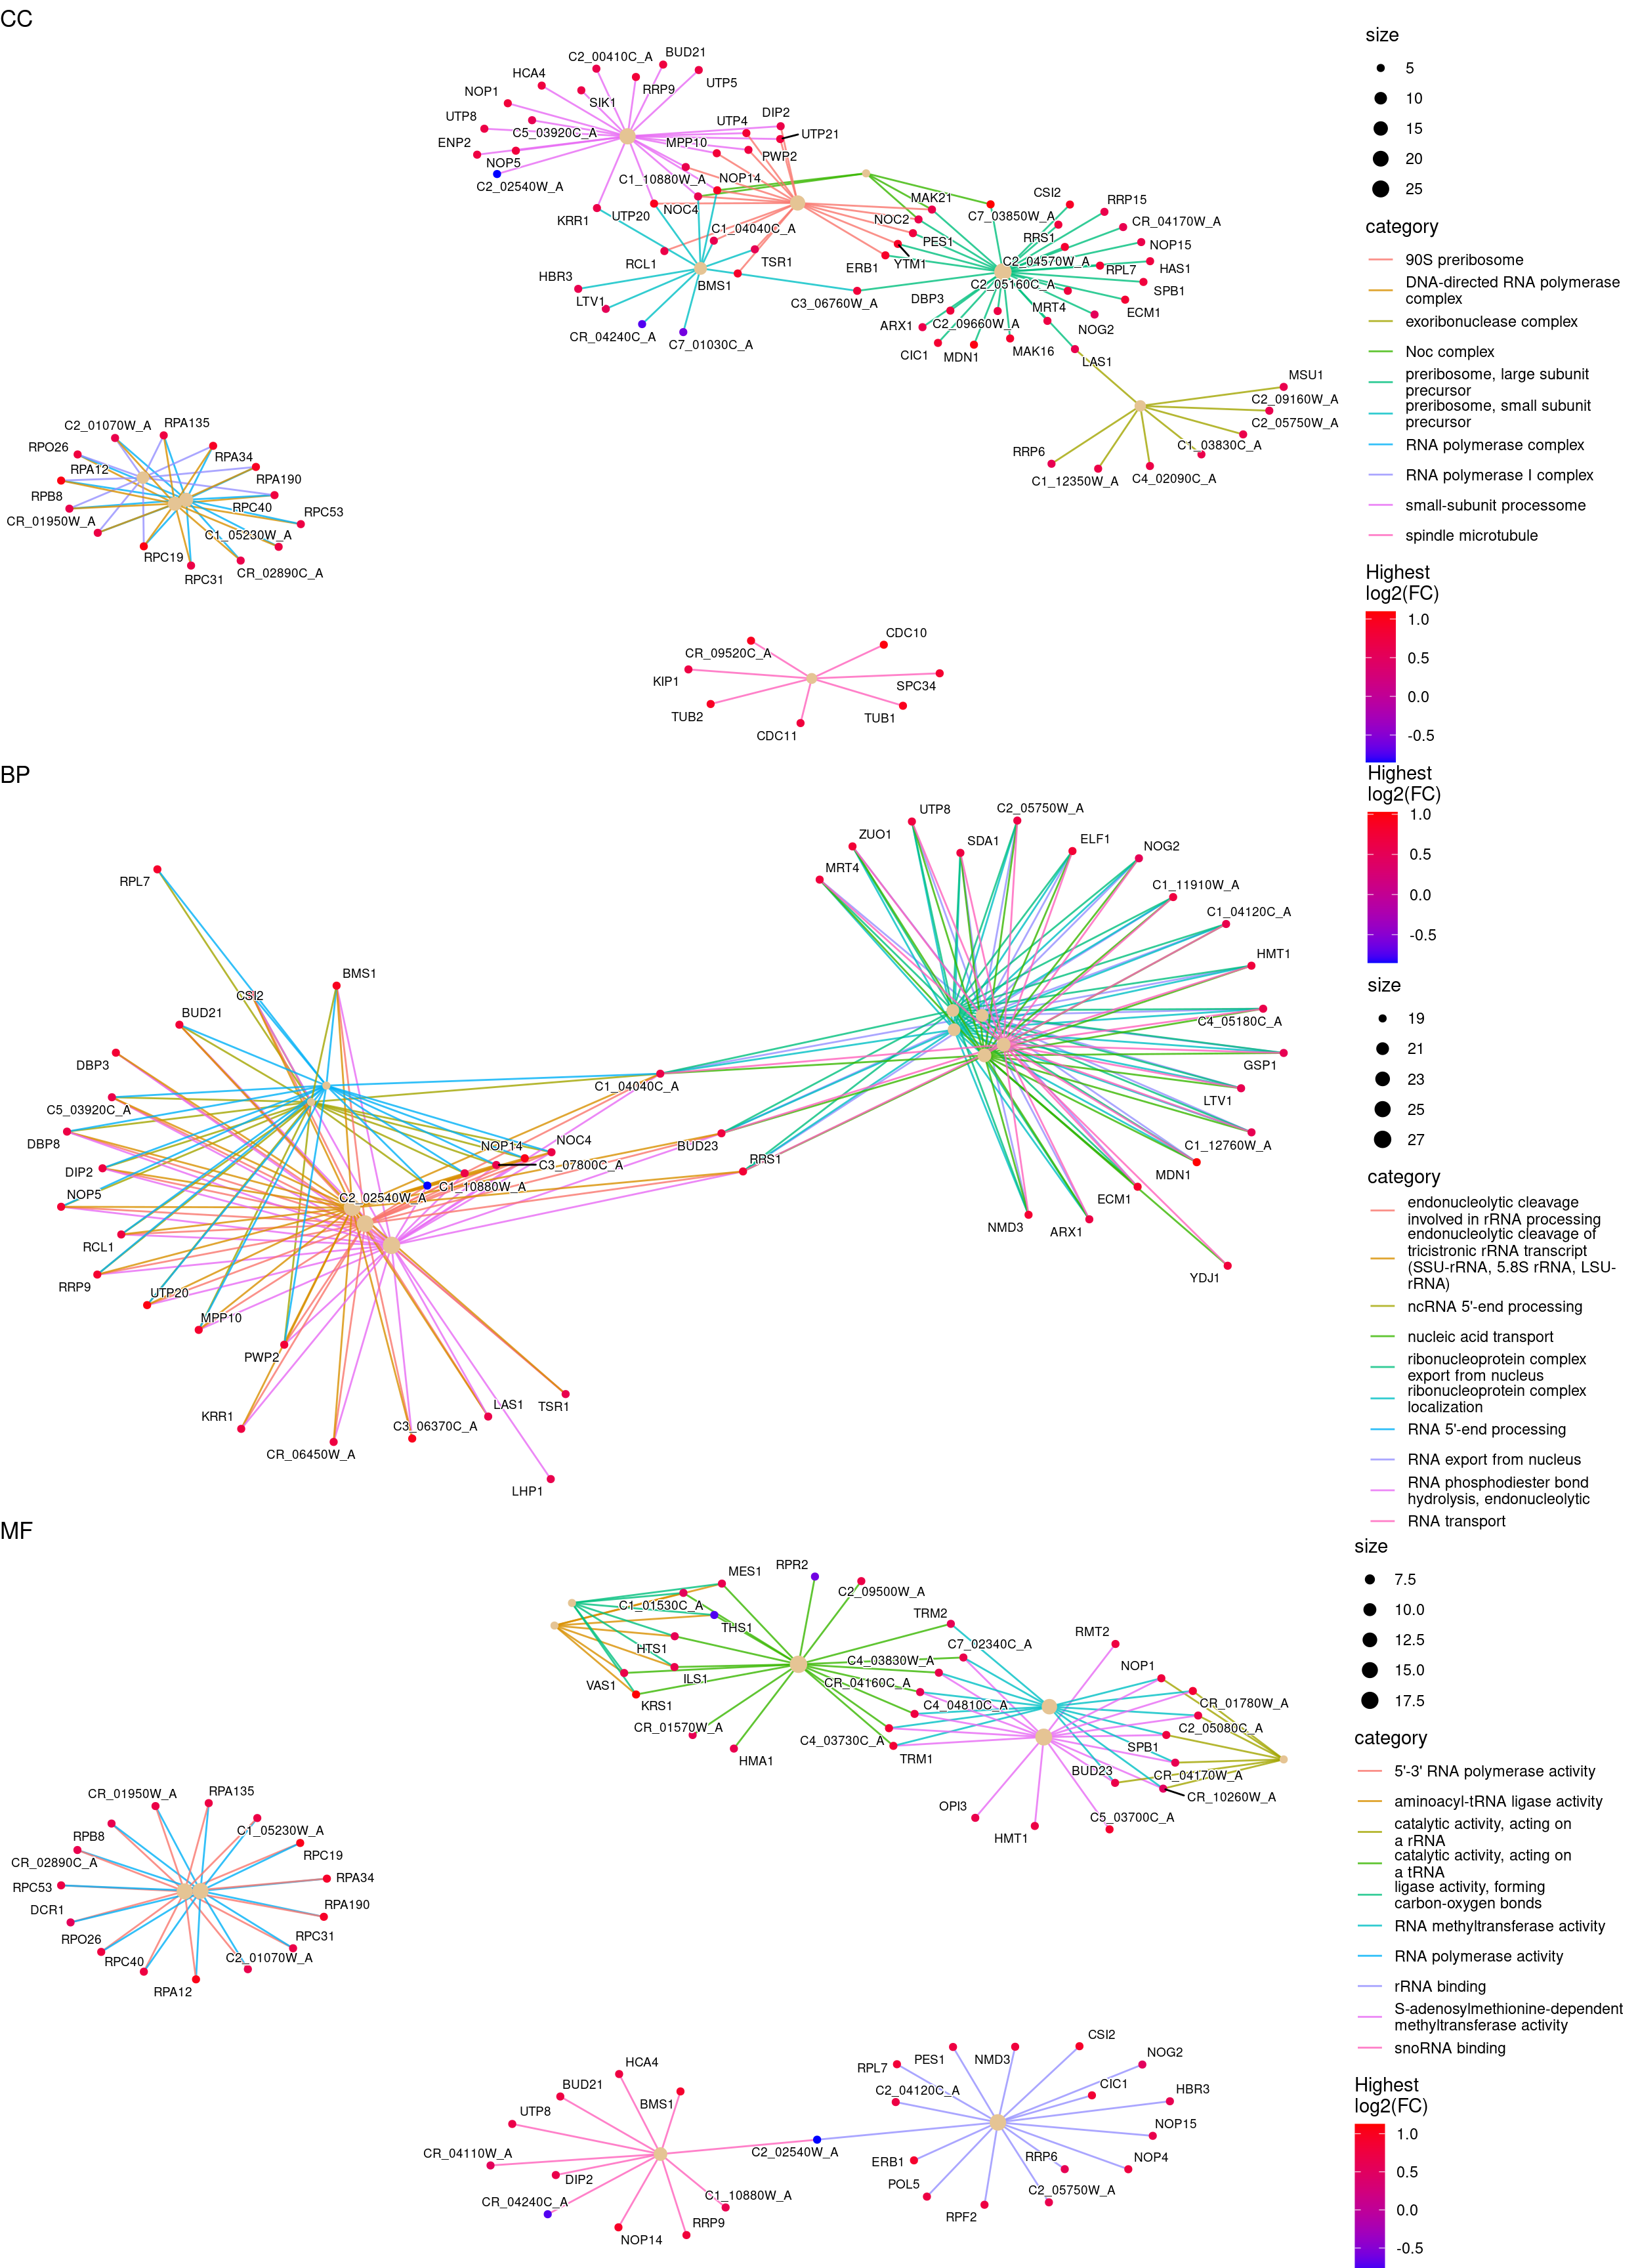 CC
C2_00410C_A
BUD21
HCA4
UTP5
RRP9
NOP1
SIK1
UTP8
C5_03920C_A
UTP4
DIP2
UTP21
ENP2
MPP10
PWP2
NOP5
C2_02540W_A
C1_10880W_A
NOP14
KRR1
UTP20
NOC4
MAK21
NOC2
C7_03850W_A
CSI2
RRP15
CR_04170W_A
C1_04040C_A
PES1
RRS1
NOP15
RCL1
TSR1
ERB1
YTM1
C2_04570W_A
RPL7
HAS1
HBR3
BMS1
C2_05160C_A
SPB1
LTV1
C3_06760W_A
DBP3
MRT4
ECM1
CR_04240C_A
C7_01030C_A
ARX1
C2_09660W_A
NOG2
CIC1
MDN1
MAK16
LAS1
MSU1
C2_09160W_A
C2_05750W_A
C1_03830C_A
RRP6
C1_12350W_A
C4_02090C_A
C2_01070W_A
RPA135
RPO26
RPA34
RPA12
RPA190
RPB8
RPC40
RPC53
CR_01950W_A
C1_05230W_A
RPC19
RPC31
CR_02890C_A
CDC10
CR_09520C_A
KIP1
SPC34
TUB2
TUB1
CDC11
size
5
10
15
20
25
category
90S preribosome
DNA-directed RNA polymerase
complex
exoribonuclease complex
Noc complex
preribosome, large subunit
precursor
preribosome, small subunit
precursor
RNA polymerase complex
RNA polymerase I complex
small-subunit processome
spindle microtubule
Highest
log2(FC)
1.0
0.5
0.0
-0.5
BP
UTP8
C2_05750W_A
ZUO1
SDA1
ELF1
NOG2
MRT4
C1_11910W_A
C1_04120C_A
HMT1
C4_05180C_A
GSP1
LTV1
C1_12760W_A
MDN1
ECM1
ARX1
NMD3
YDJ1
RPL7
BMS1
CSI2
BUD21
DBP3
C5_03920C_A
C1_04040C_A
DBP8
NOP14
NOC4
BUD23
DIP2
C3_07800C_A
RRS1
NOP5
C2_02540W_A
C1_10880W_A
RCL1
RRP9
UTP20
MPP10
PWP2
KRR1
LAS1
TSR1
C3_06370C_A
CR_06450W_A
LHP1
Highest
log2(FC)
1.0
0.5
0.0
-0.5
size
19
21
23
25
27
category
endonucleolytic cleavage
involved in rRNA processing
endonucleolytic cleavage of
tricistronic rRNA transcript
(SSU-rRNA, 5.8S rRNA, LSU-
rRNA)
ncRNA 5'-end processing
nucleic acid transport
ribonucleoprotein complex
export from nucleus
ribonucleoprotein complex
localization
RNA 5'-end processing
RNA export from nucleus
RNA phosphodiester bond
hydrolysis, endonucleolytic
RNA transport
MF
MES1
RPR2
C2_09500W_A
C1_01530C_A
THS1
TRM2
HTS1
C7_02340C_A
RMT2
C4_03830W_A
NOP1
VAS1
ILS1
CR_04160C_A
KRS1
C4_04810C_A
CR_01780W_A
CR_01570W_A
C4_03730C_A
C2_05080C_A
HMA1
TRM1
SPB1
BUD23
CR_04170W_A
CR_10260W_A
OPI3
HMT1
C5_03700C_A
CR_01950W_A
RPA135
RPB8
C1_05230W_A
CR_02890C_A
RPC19
RPC53
RPA34
DCR1
RPA190
RPO26
RPC31
RPC40
C2_01070W_A
RPA12
HCA4
BUD21
BMS1
UTP8
CR_04110W_A
C2_02540W_A
DIP2
CR_04240C_A
C1_10880W_A
RRP9
NOP14
CSI2
PES1
NMD3
NOG2
RPL7
C2_04120C_A
CIC1
HBR3
NOP15
ERB1
RRP6
NOP4
POL5
C2_05750W_A
RPF2
size
7.5
10.0
12.5
15.0
17.5
category
5'-3' RNA polymerase activity
aminoacyl-tRNA ligase activity
catalytic activity, acting on
a rRNA
catalytic activity, acting on
a tRNA
ligase activity, forming
carbon-oxygen bonds
RNA methyltransferase activity
RNA polymerase activity
rRNA binding
S-adenosylmethionine-dependent
methyltransferase activity
snoRNA binding
Highest
log2(FC)
1.0
0.5
0.0
-0.5